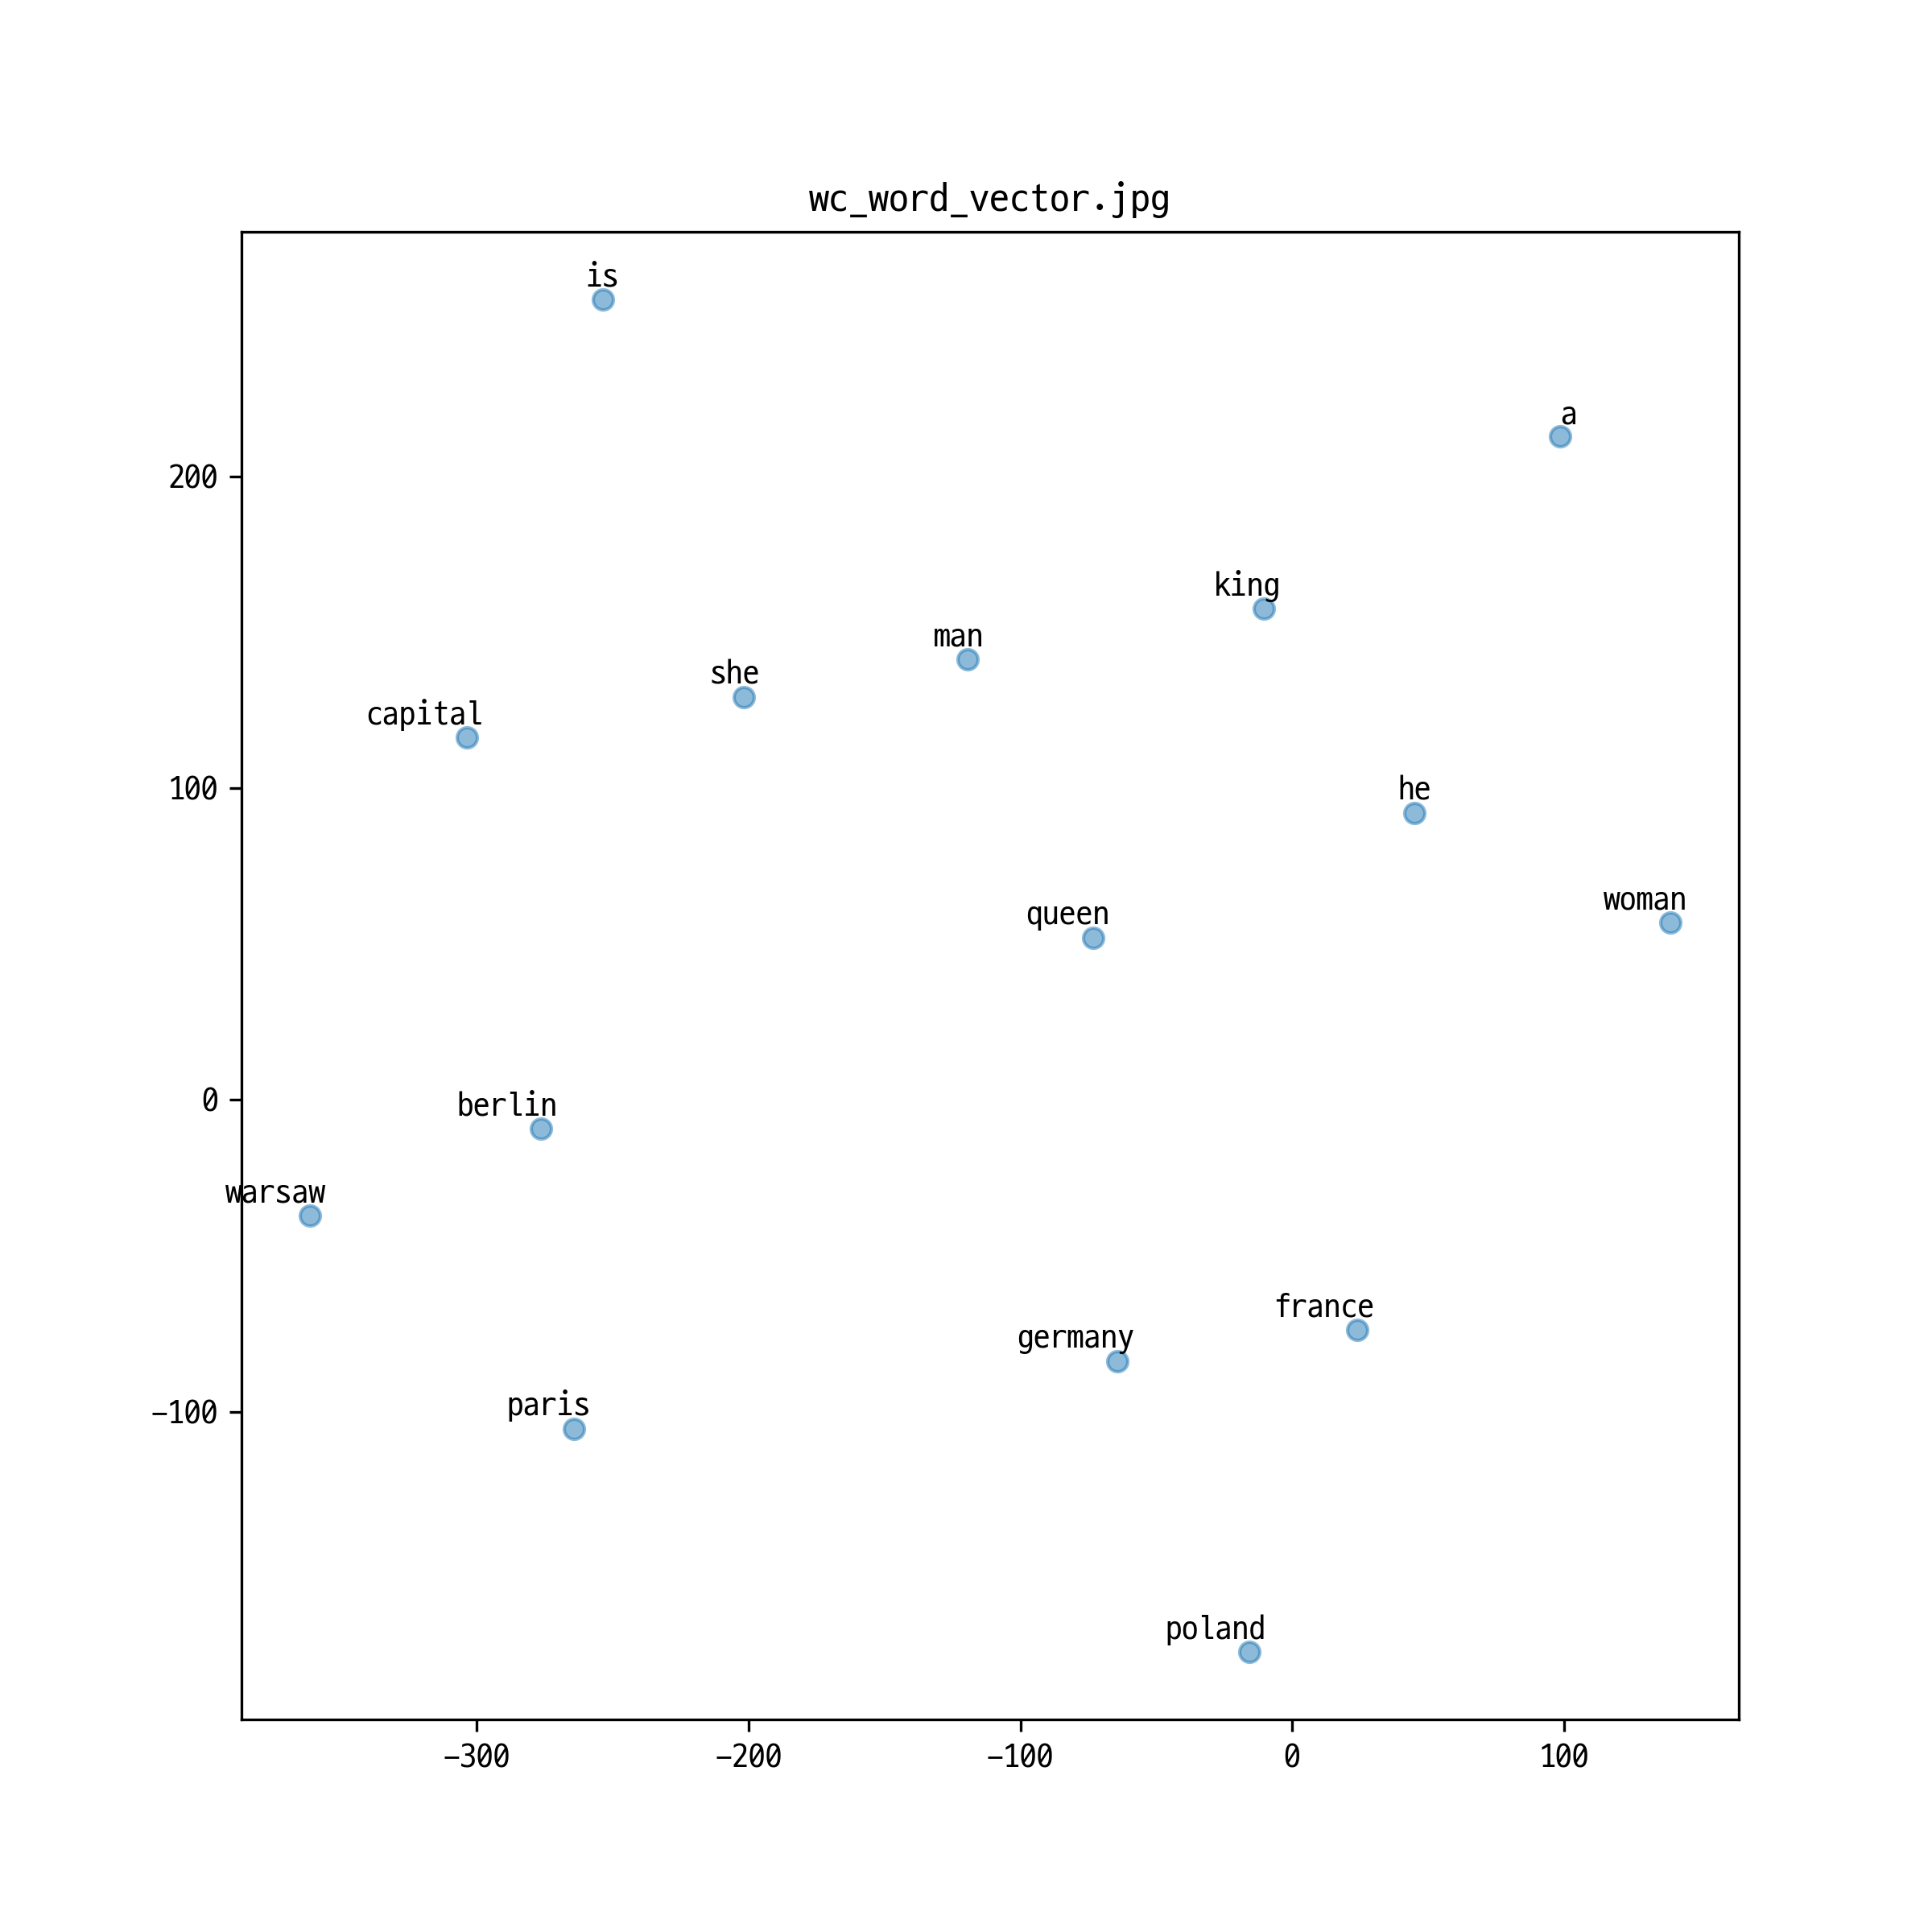 wc_word_vector.jpg
is
a
200
king
man
she
capital
100
he
woman
queen
0
berlin
warsaw
france
germany
paris
−100
poland
−300 −200 −100 0 100